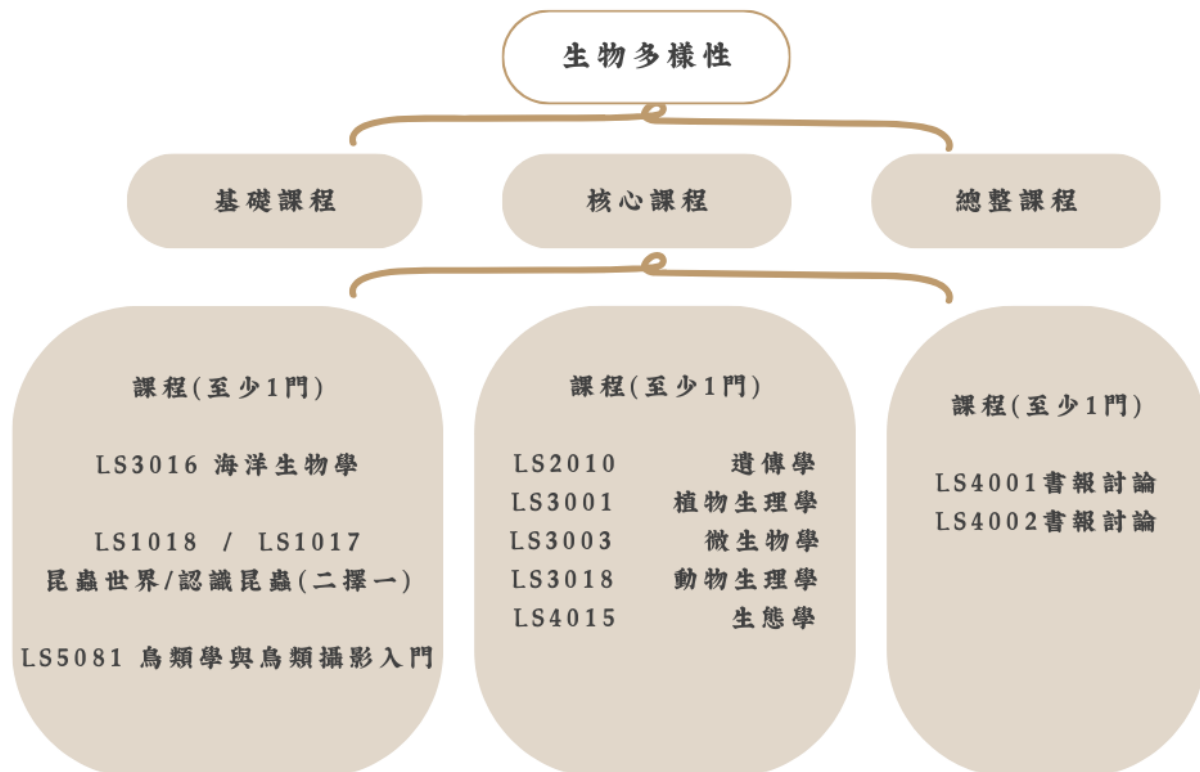 生物多樣性
基礎課程
核心課程
總整課程
課程(至少1門)
LS3016 海洋生物學
LS1018 / LS1017
昆蟲世界/認識昆蟲(二擇一)
LS5081 鳥類學與鳥類攝影入門
課程(至少1門)
LS2010 遺傳學
LS3001 植物生理學
LS3003 微生物學
LS3018 動物生理學
LS4015 生態學
課程(至少1門)
LS4001書報討論
LS4002書報討論